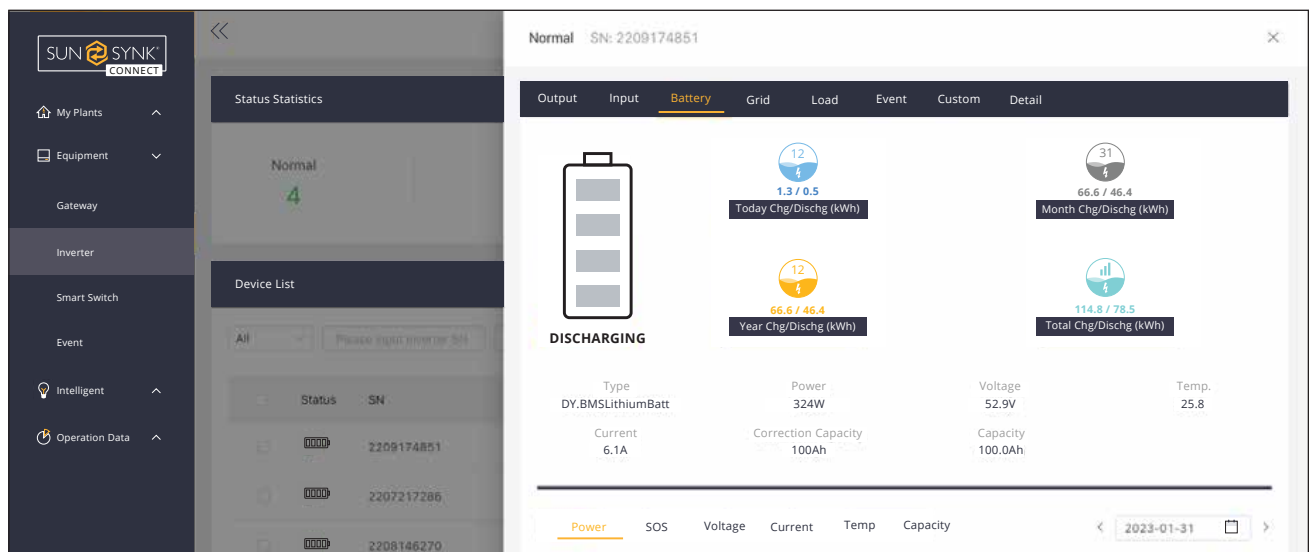 SUN SYNK
CONNECT
My Plants
Equipment
Gateway
Inverter
Smart Switch
Event
Intelligent
Operation Data
Status Statistics
Normal
4
Device List
All
Please input inverter SN
Status SN
2209174851
2207217286
2208146270
Normal SN: 2209174851
Output Input Battery Grid Load Event Custom Detail
DISCHARGING
12
1.3 / 0.5
Today Chg/Dischg (kWh)
31
66.6 / 46.4
Month Chg/Dischg (kWh)
12
66.6 / 46.4
Year Chg/Dischg (kWh)
114.8 / 78.5
Total Chg/Dischg (kWh)
Type Power Voltage Temp.
DY.BMSLithiumBatt 324W 52.9V 25.8
Current Correction Capacity Capacity
6.1A 100Ah 100.0Ah
Power SOS Voltage Current Temp Capacity
2023-01-31